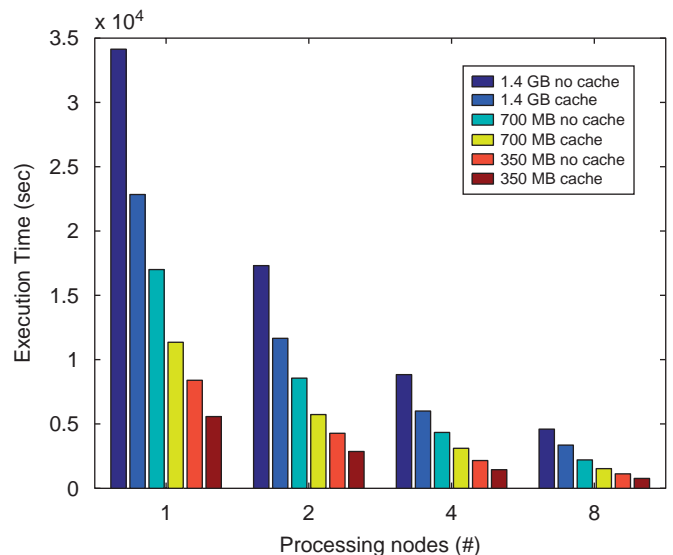 x 10⁴
3.5
3
2.5
2
1.5
1
0.5
0
Execution Time (sec)
1.4 GB no cache
1.4 GB cache
700 MB no cache
700 MB cache
350 MB no cache
350 MB cache
1 2 4 8
Processing nodes (#)